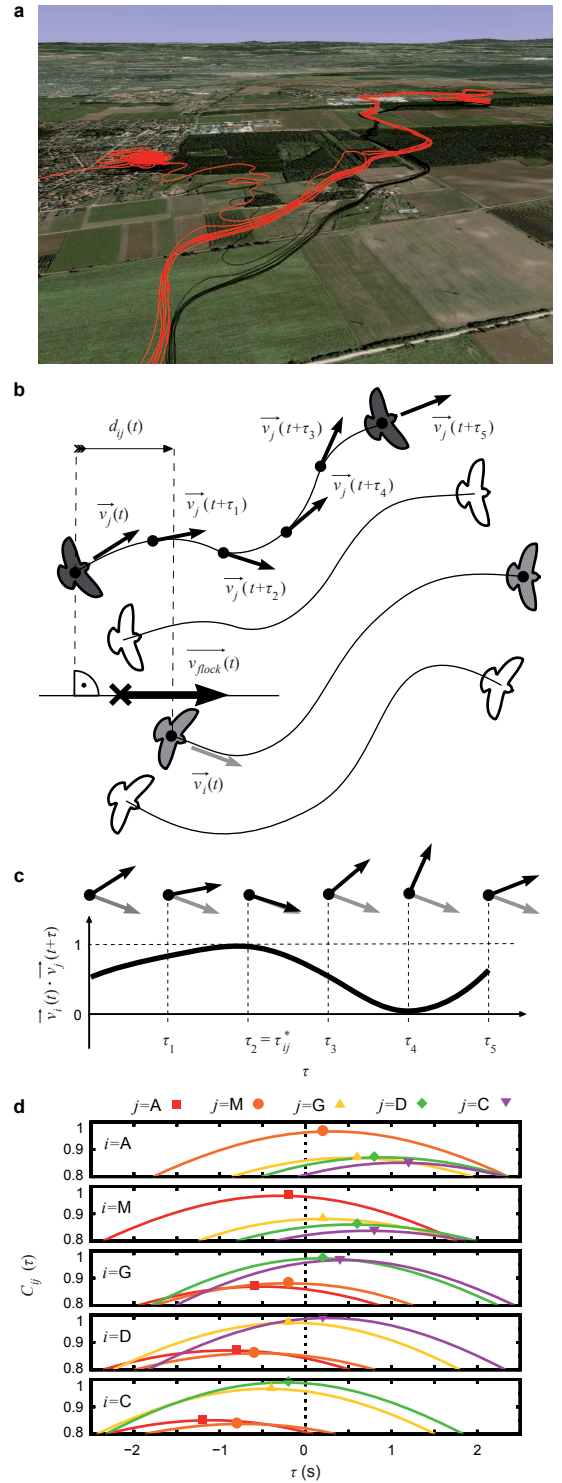 a
b
d_ij(t)
v_j(t+τ_3)
v_j(t+τ_5)
v_j(t)
v_j(t+τ_1)
v_j(t+τ_4)
v_j(t+τ_2)
v_flock(t)
v_i(t)
c
v_i(t)·v_j(t+τ)
1
0
τ_1 τ_2 = τ_ij^* τ_3 τ_4 τ_5
τ
d
j=A j=M j=G j=D j=C
C_ij (τ)
1
0.9
0.8
i=A
1
0.9
0.8
i=M
1
0.9
0.8
i=G
1
0.9
0.8
i=D
1
0.9
0.8
i=C
−2 −1 0 1 2
τ (s)